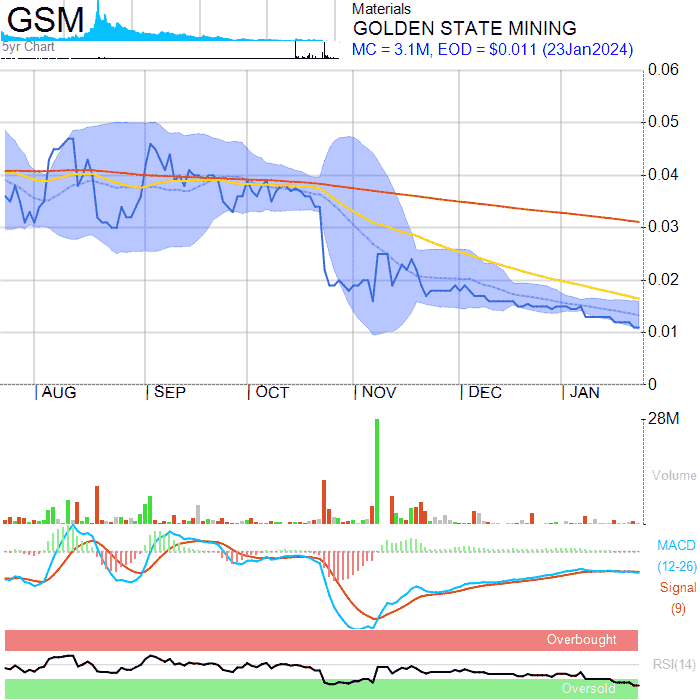 GSM
Materials
GOLDEN STATE MINING
MC = 3.1M, EOD = $0.011 (23Jan2024)
5yr Chart
0.06
0.05
0.04
0.03
0.02
0.01
0
AUG SEP OCT NOV DEC JAN
28M
Volume
MACD
(12-26)
Signal
(9)
Overbought
RSI(14)
Oversold